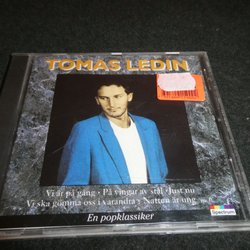 TOMAS LEDIN
Vi är på gång • På vingar av stål • Just nu
Vi ska gömma oss i varandra • Natten är ung
En popklassiker
Spectrum